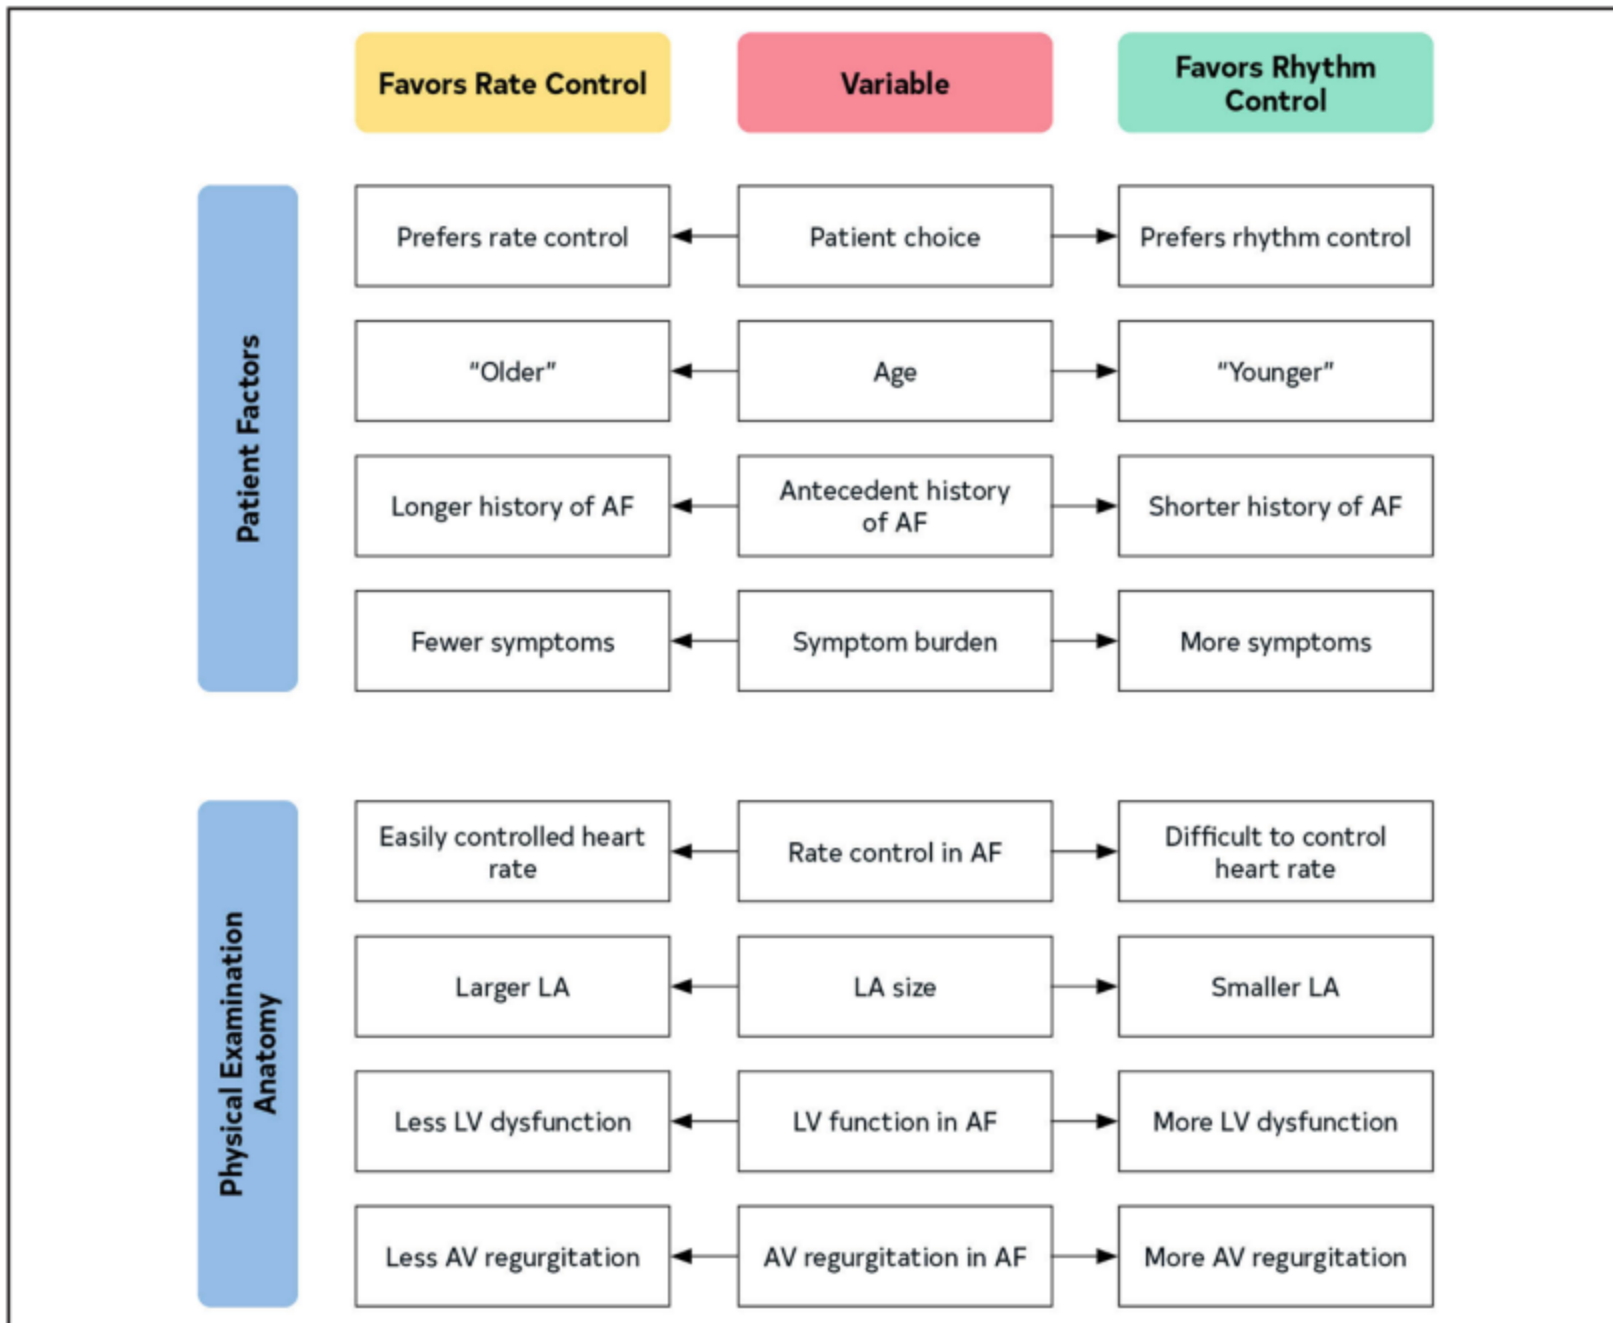 Favors Rate Control
Variable
Favors Rhythm
Control
Patient Factors
Prefers rate control
Patient choice
Prefers rhythm control
“Older”
Age
“Younger”
Longer history of AF
Antecedent history
of AF
Shorter history of AF
Fewer symptoms
Symptom burden
More symptoms
Physical Examination
Anatomy
Easily controlled heart
rate
Rate control in AF
Difficult to control
heart rate
Larger LA
LA size
Smaller LA
Less LV dysfunction
LV function in AF
More LV dysfunction
Less AV regurgitation
AV regurgitation in AF
More AV regurgitation